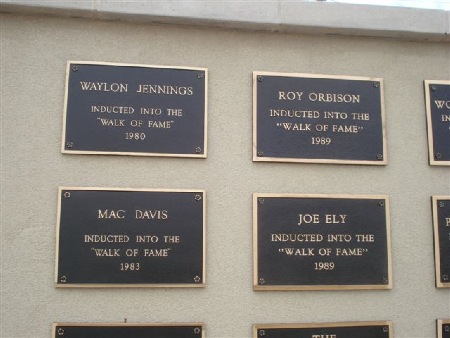 WAYLON JENNINGS
INDUCTED INTO THE
"WALK OF FAME"
1980
ROY ORBISON
INDUCTED INTO THE
"WALK OF FAME"
1989
MAC DAVIS
INDUCTED INTO THE
"WALK OF FAME"
1983
JOE ELY
INDUCTED INTO THE
"WALK OF FAME"
1989
THE